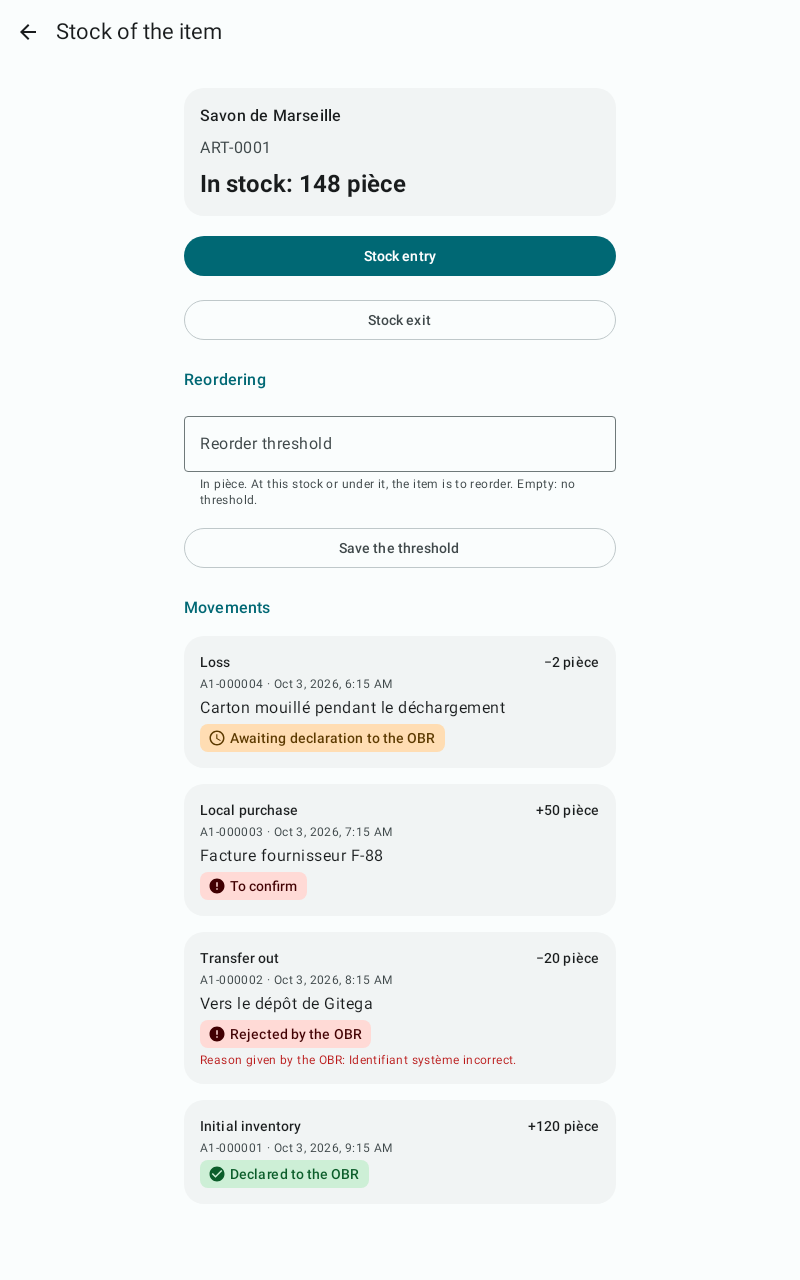 Stock of the item
Savon de Marseille
ART-0001
In stock: 148 pièce
Stock entry
Stock exit
Reordering
Reorder threshold
In pièce. At this stock or under it, the item is to reorder. Empty: no
threshold.
Save the threshold
Movements
Loss −2 pièce
A1-000004 · Oct 3, 2026, 6:15 AM
Carton mouillé pendant le déchargement
Awaiting declaration to the OBR
Local purchase +50 pièce
A1-000003 · Oct 3, 2026, 7:15 AM
Facture fournisseur F-88
To confirm
Transfer out −20 pièce
A1-000002 · Oct 3, 2026, 8:15 AM
Vers le dépôt de Gitega
Rejected by the OBR
Reason given by the OBR: Identifiant système incorrect.
Initial inventory +120 pièce
A1-000001 · Oct 3, 2026, 9:15 AM
Declared to the OBR